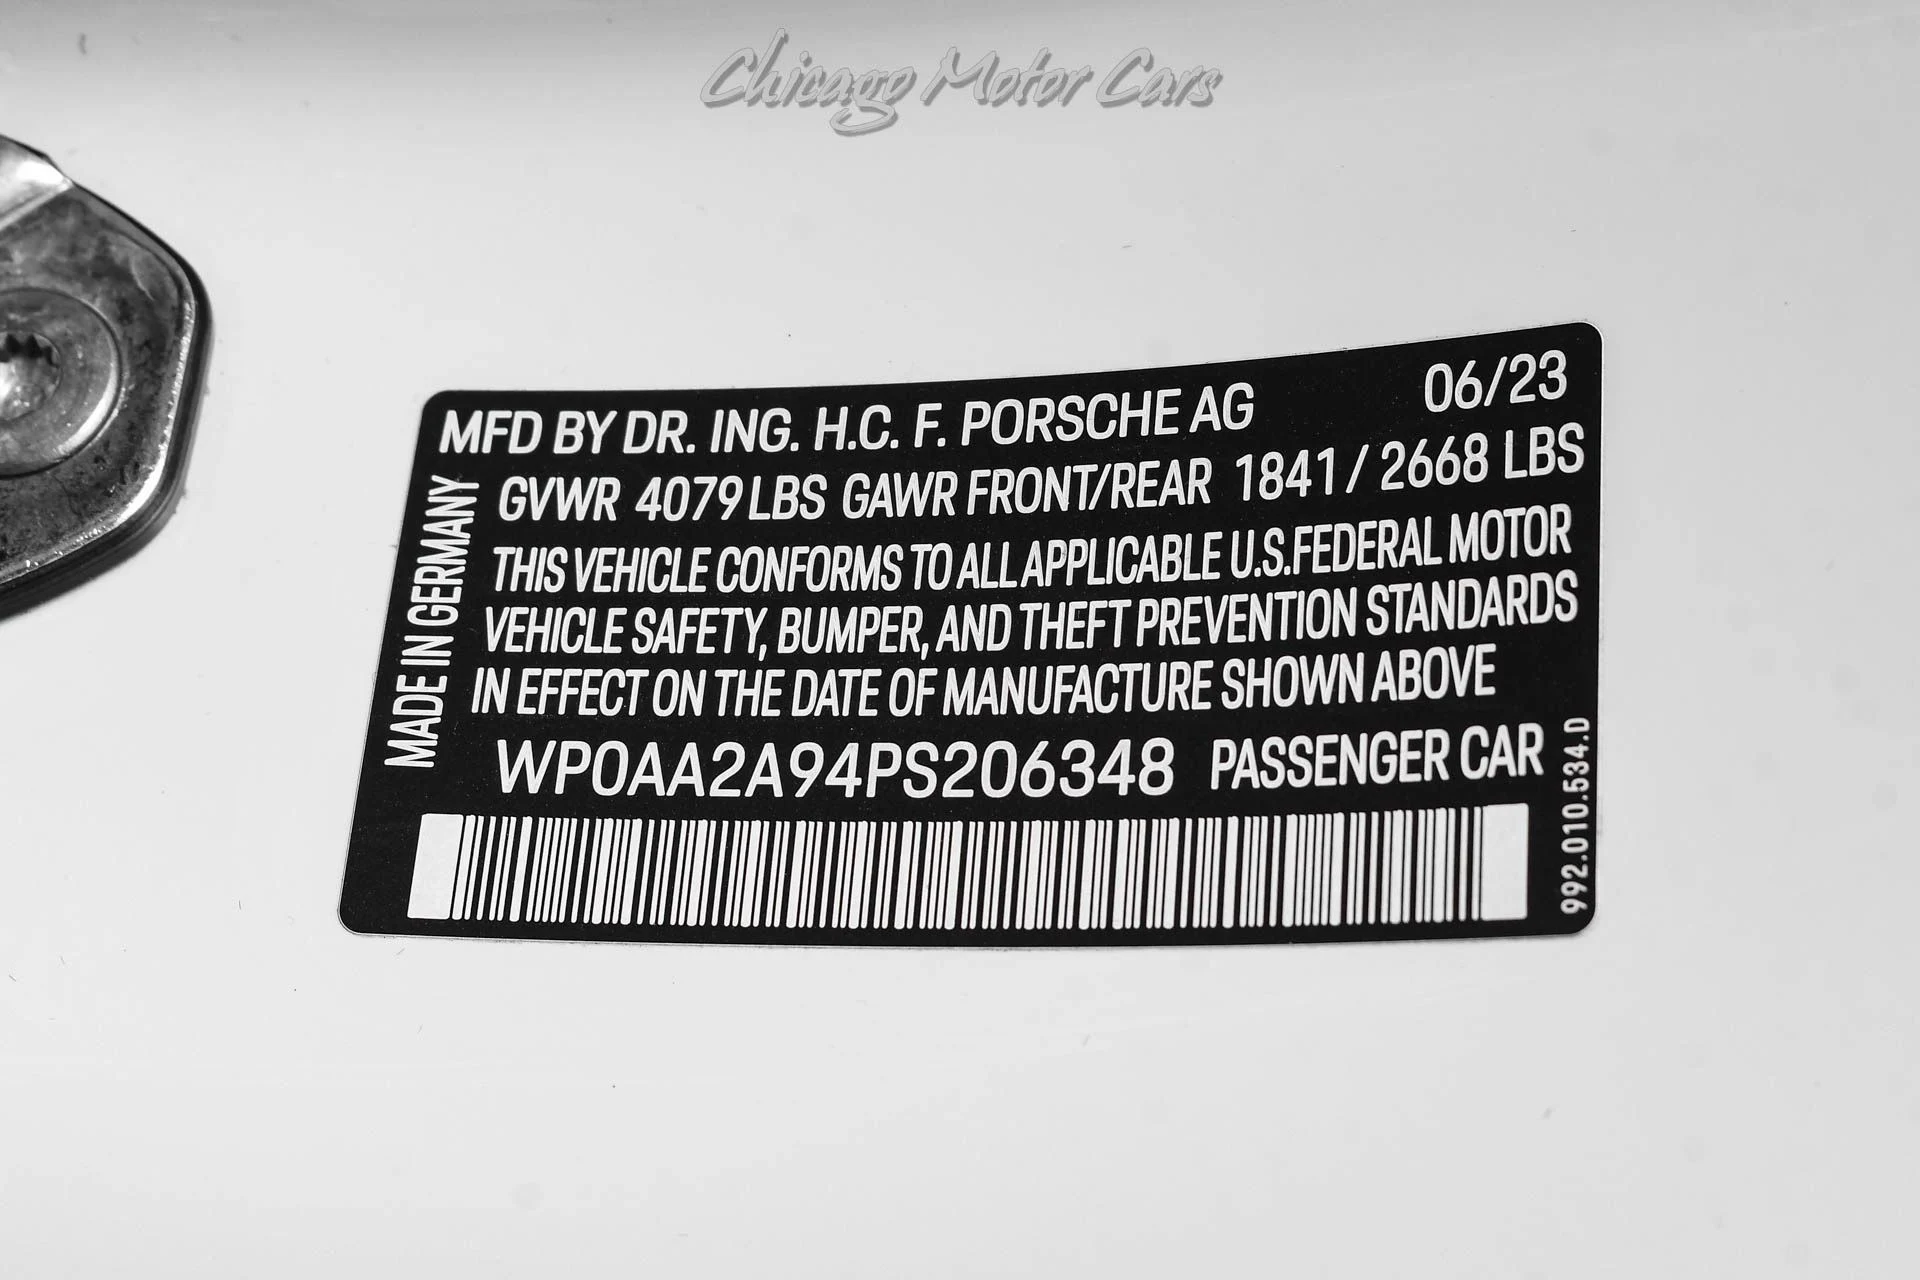 Chicago Motor Cars
MFD BY DR. ING. H.C. F. PORSCHE AG 06/23
GVWR 4079 LBS GAWR FRONT/REAR 1841 / 2668 LBS
THIS VEHICLE CONFORMS TO ALL APPLICABLE U.S.FEDERAL MOTOR
VEHICLE SAFETY, BUMPER, AND THEFT PREVENTION STANDARDS
IN EFFECT ON THE DATE OF MANUFACTURE SHOWN ABOVE
WP0AA2A94PS206348 PASSENGER CAR
MADE IN GERMANY
992.010.534.D